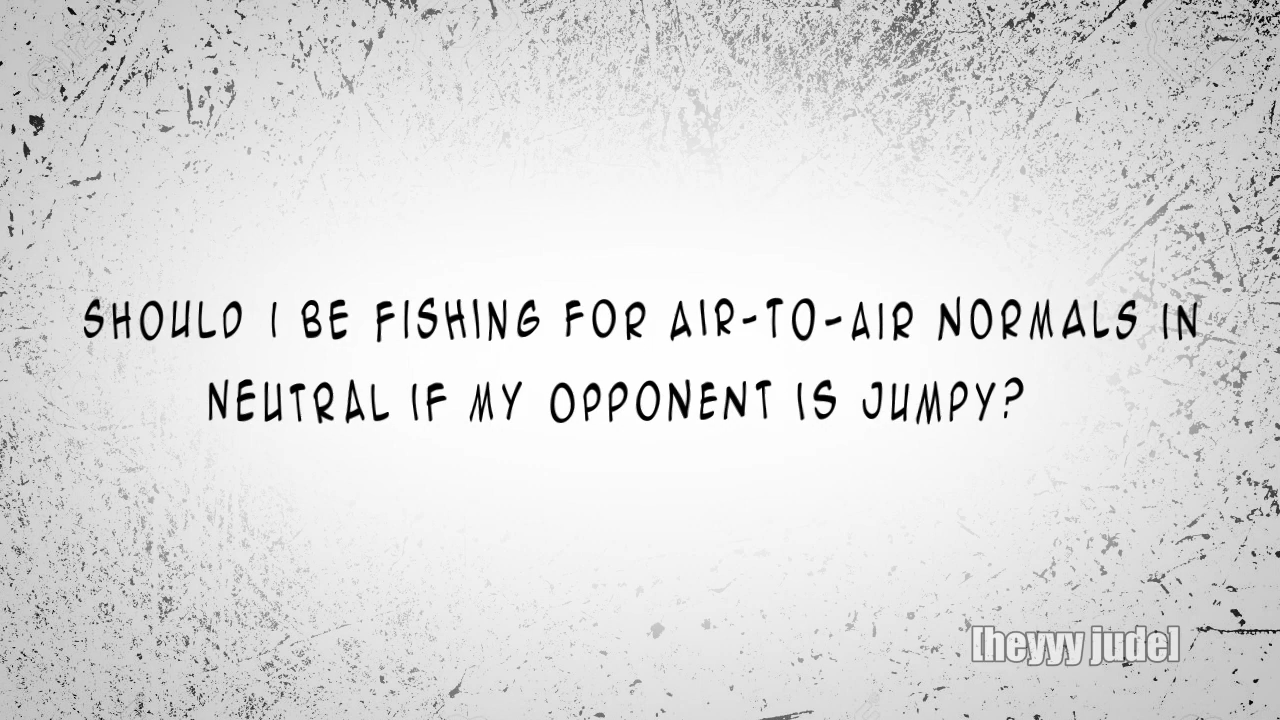 SHOULD I BE FISHING FOR AIR-TO-AIR NORMALS IN
NEUTRAL IF MY OPPONENT IS JUMPY?
[heyyy jude]